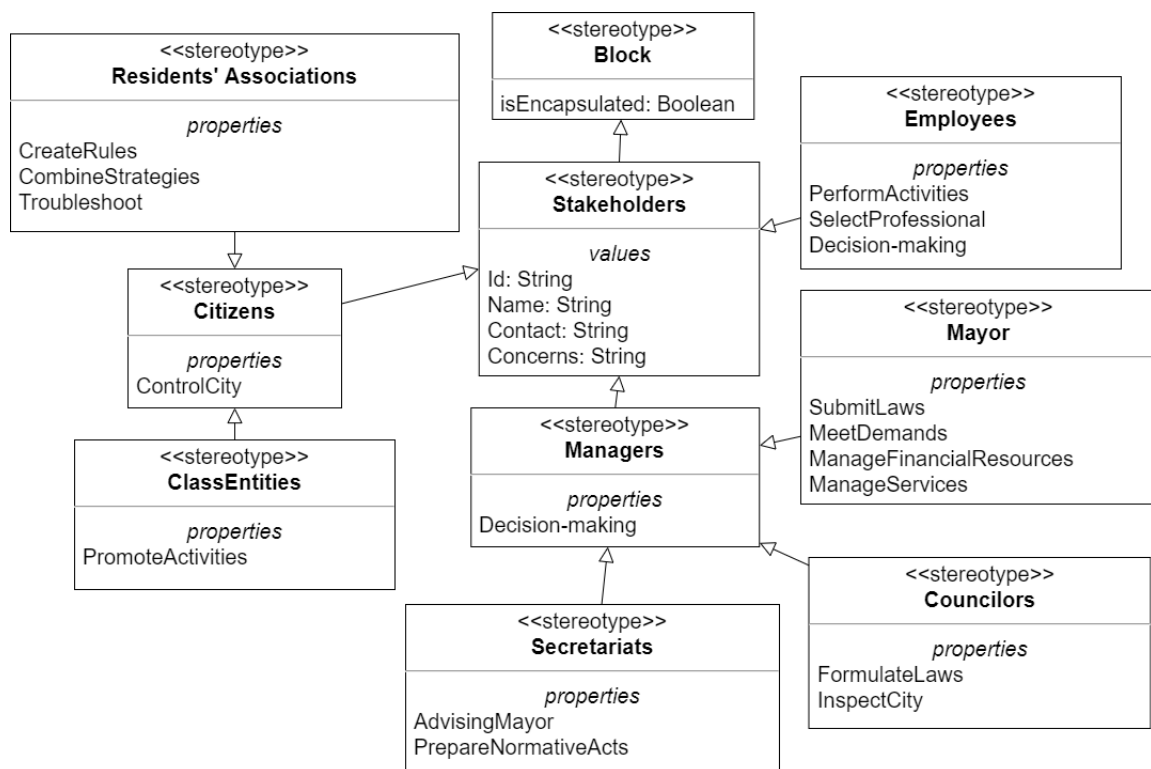 <<stereotype>>
Residents' Associations
properties
CreateRules
CombineStrategies
Troubleshoot
<<stereotype>>
Block
isEncapsulated: Boolean
<<stereotype>>
Employees
properties
PerformActivities
SelectProfessional
Decision-making
<<stereotype>>
Stakeholders
values
Id: String
Name: String
Contact: String
Concerns: String
<<stereotype>>
Citizens
properties
ControlCity
<<stereotype>>
Mayor
properties
SubmitLaws
MeetDemands
ManageFinancialResources
ManageServices
<<stereotype>>
ClassEntities
properties
PromoteActivities
<<stereotype>>
Managers
properties
Decision-making
<<stereotype>>
Councilors
properties
FormulateLaws
InspectCity
<<stereotype>>
Secretariats
properties
AdvisingMayor
PrepareNormativeActs